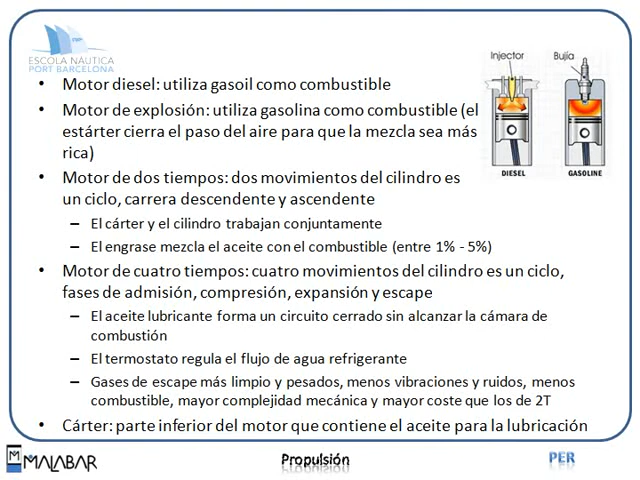 ESCOLA NÁUTICA
PORT BARCELONA
• Motor diesel: utiliza gasoil como combustible
• Motor de explosión: utiliza gasolina como combustible (el
estárter cierra el paso del aire para que la mezcla sea más
rica)
Injector
Bujía
DIESEL
GASOLINE
• Motor de dos tiempos: dos movimientos del cilindro es
un ciclo, carrera descendente y ascendente
– El cárter y el cilindro trabajan conjuntamente
– El engrase mezcla el aceite con el combustible (entre 1% - 5%)
• Motor de cuatro tiempos: cuatro movimientos del cilindro es un ciclo,
fases de admisión, compresión, expansión y escape
– El aceite lubricante forma un circuito cerrado sin alcanzar la cámara de
combustión
– El termostato regula el flujo de agua refrigerante
– Gases de escape más limpio y pesados, menos vibraciones y ruidos, menos
combustible, mayor complejidad mecánica y mayor coste que los de 2T
• Cárter: parte inferior del motor que contiene el aceite para la lubricación
MALABAR
Propulsión
PER